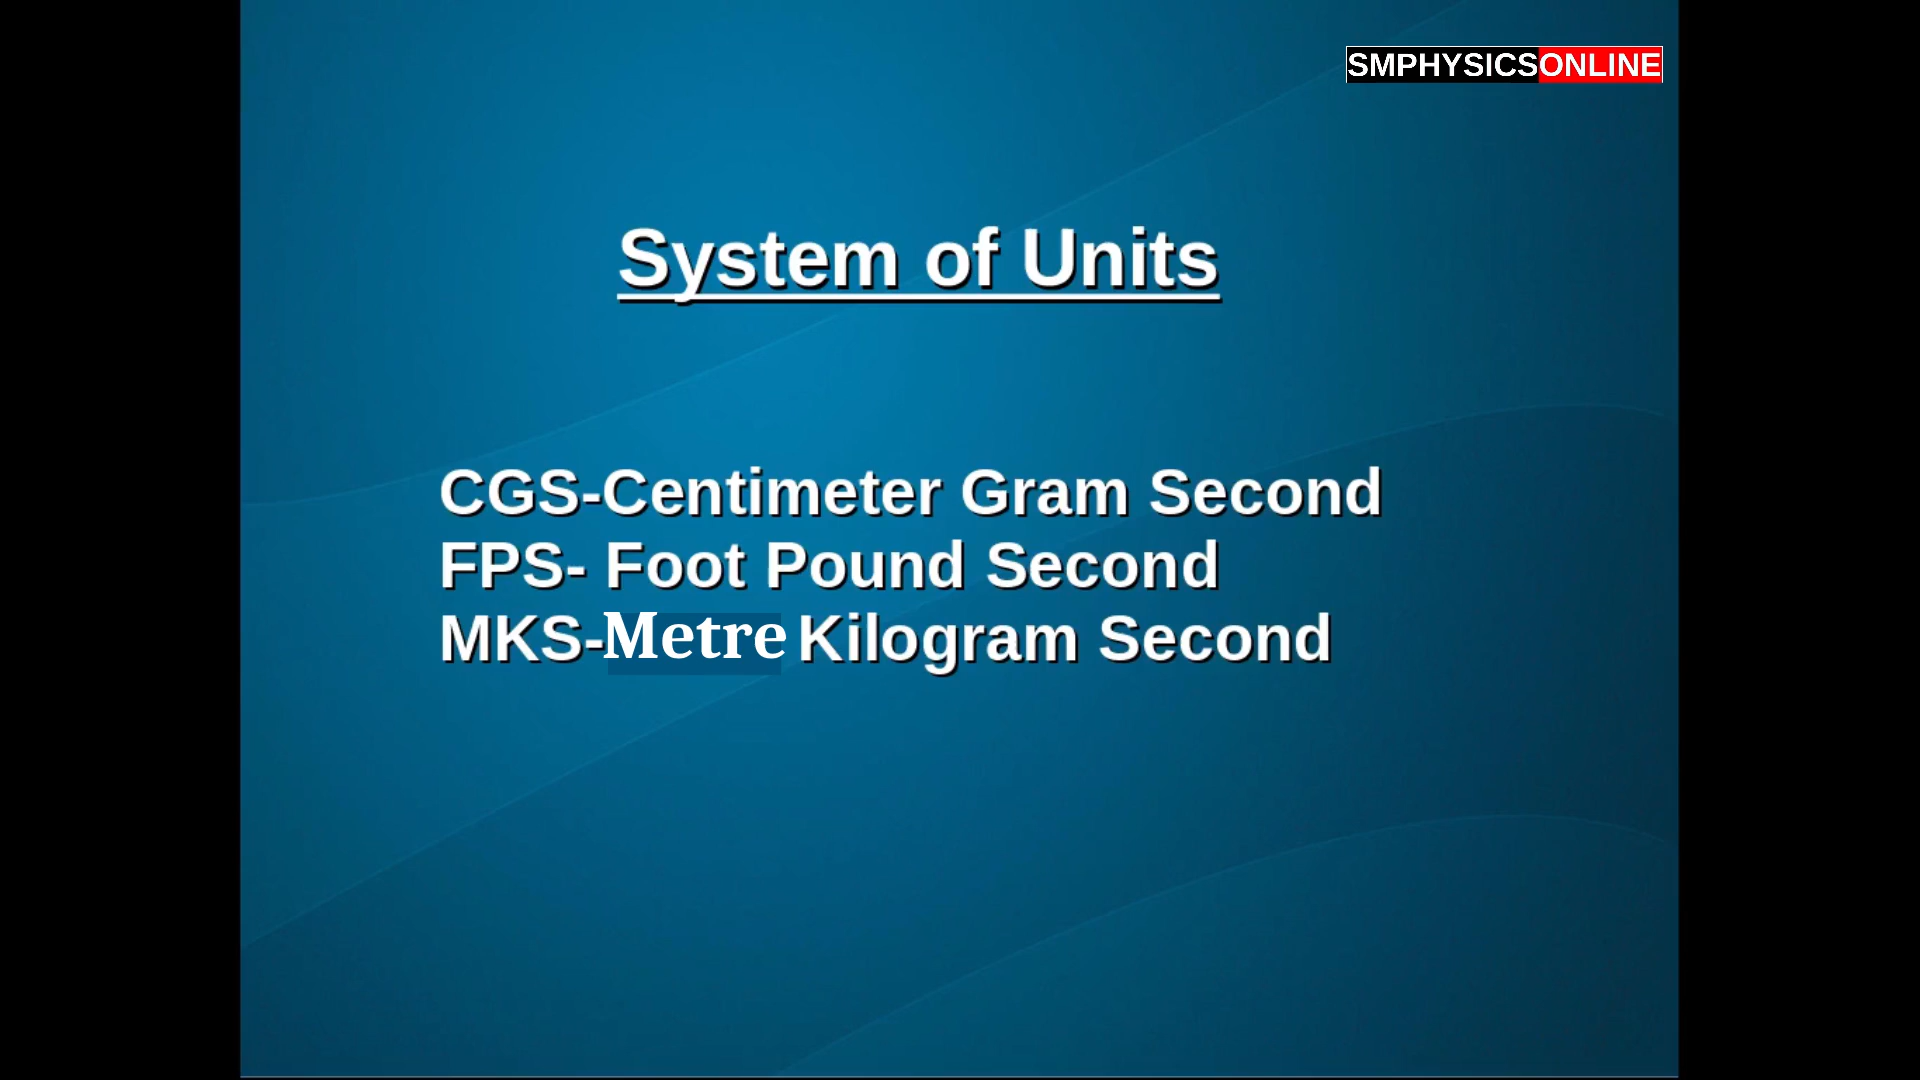 SMPHYSICSONLINE
System of Units
CGS-Centimeter Gram Second
FPS- Foot Pound Second
MKS-Metre Kilogram Second